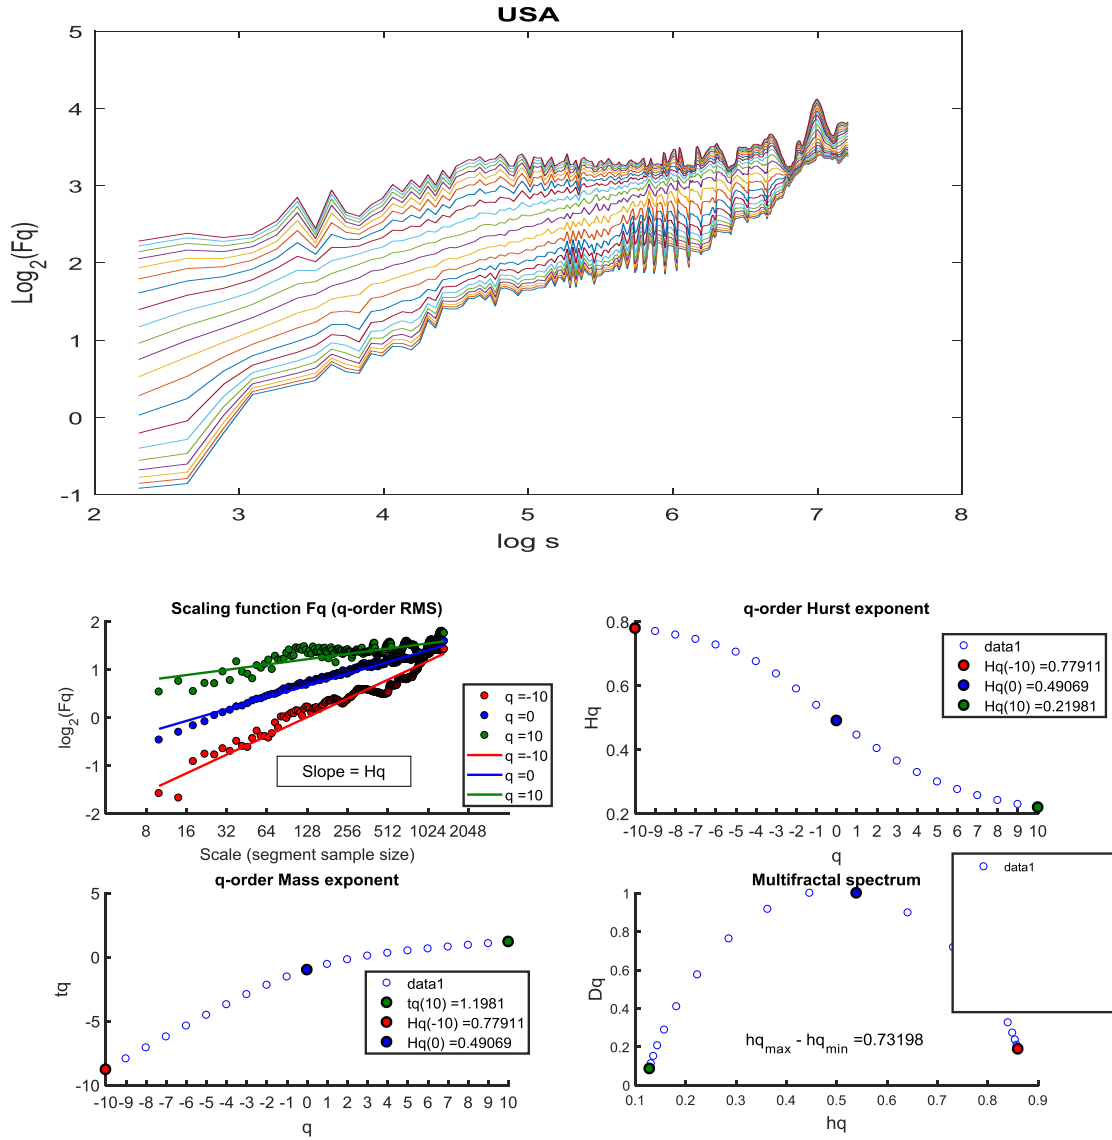 USA
5
4
3
2
1
0
-1
2 3 4 5 6 7 8
Log2(Fq)
log s
Scaling function Fq (q-order RMS)
2
1
0
-1
-2
log2(Fq)
8 16 32 64 128 256 512 1024 2048
Scale (segment sample size)
Slope = Hq
q =-10
q =0
q =10
q =-10
q =0
q =10
q-order Hurst exponent
0.8
0.6
0.4
0.2
Hq
-10 -9 -8 -7 -6 -5 -4 -3 -2 -1 0 1 2 3 4 5 6 7 8 9 10
q
data1
Hq(-10) =0.77911
Hq(0) =0.49069
Hq(10) =0.21981
q-order Mass exponent
5
0
-5
-10
tq
-10 -9 -8 -7 -6 -5 -4 -3 -2 -1 0 1 2 3 4 5 6 7 8 9 10
q
data1
tq(10) =1.1981
Hq(-10) =0.77911
Hq(0) =0.49069
Multifractal spectrum
1
0.8
0.6
0.4
0.2
0
Dq
0.1 0.2 0.3 0.4 0.5 0.6 0.7 0.8 0.9
hq
hqmax - hqmin =0.73198
data1